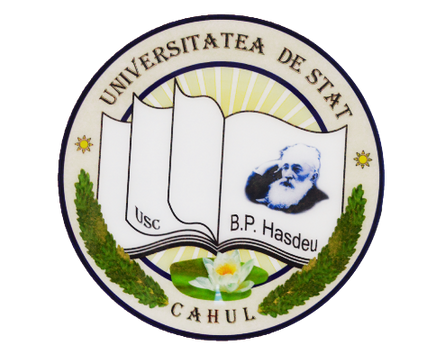 UNIVERSITATEA DE STAT
USC
B.P. Hasdeu
CAHUL